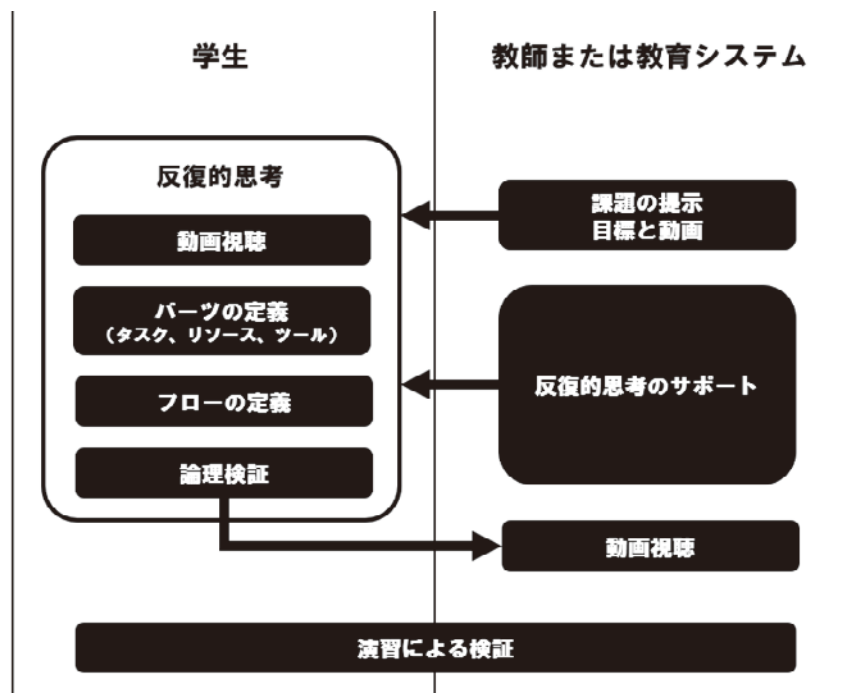 学生
教師または教育システム
反復的思考
動画視聴
パーツの定義
（タスク、リソース、ツール）
フローの定義
論理検証
課題の提示
目標と動画
反復的思考のサポート
動画視聴
演習による検証